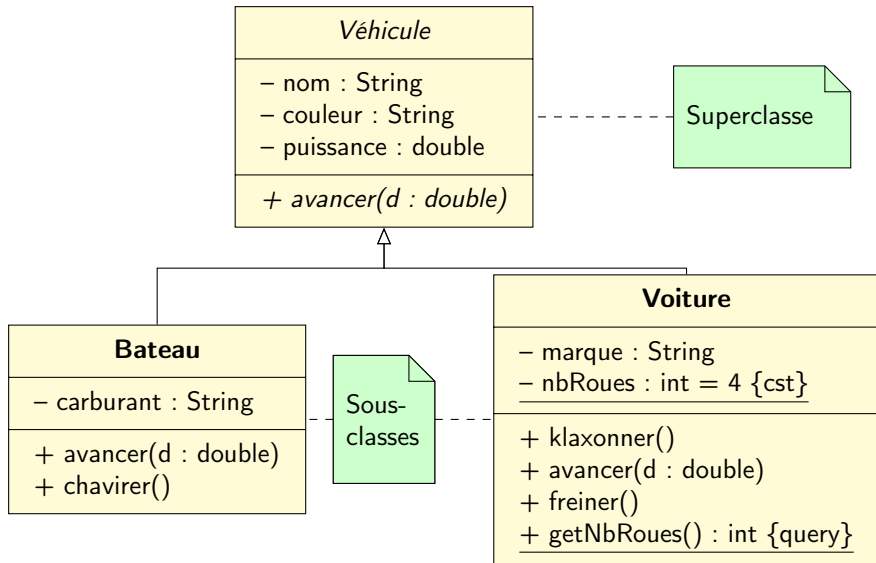 Véhicule
– nom : String
– couleur : String
– puissance : double
+ avancer(d : double)
Superclasse
Bateau
– carburant : String
+ avancer(d : double)
+ chavirer()
Sous-
classes
Voiture
– marque : String
– nbRoues : int = 4 {cst}
+ klaxonner()
+ avancer(d : double)
+ freiner()
+ getNbRoues() : int {query}